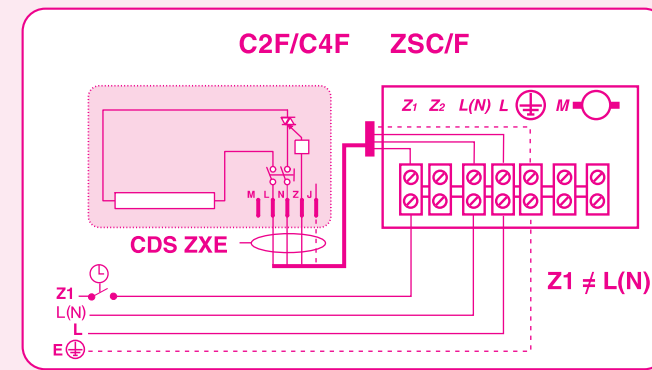 C2F/C4F ZSC/F
Z1 Z2 L(N) L M
M L N Z J
CDS ZXE
Z1
L(N)
L
E
Z1 ≠ L(N)